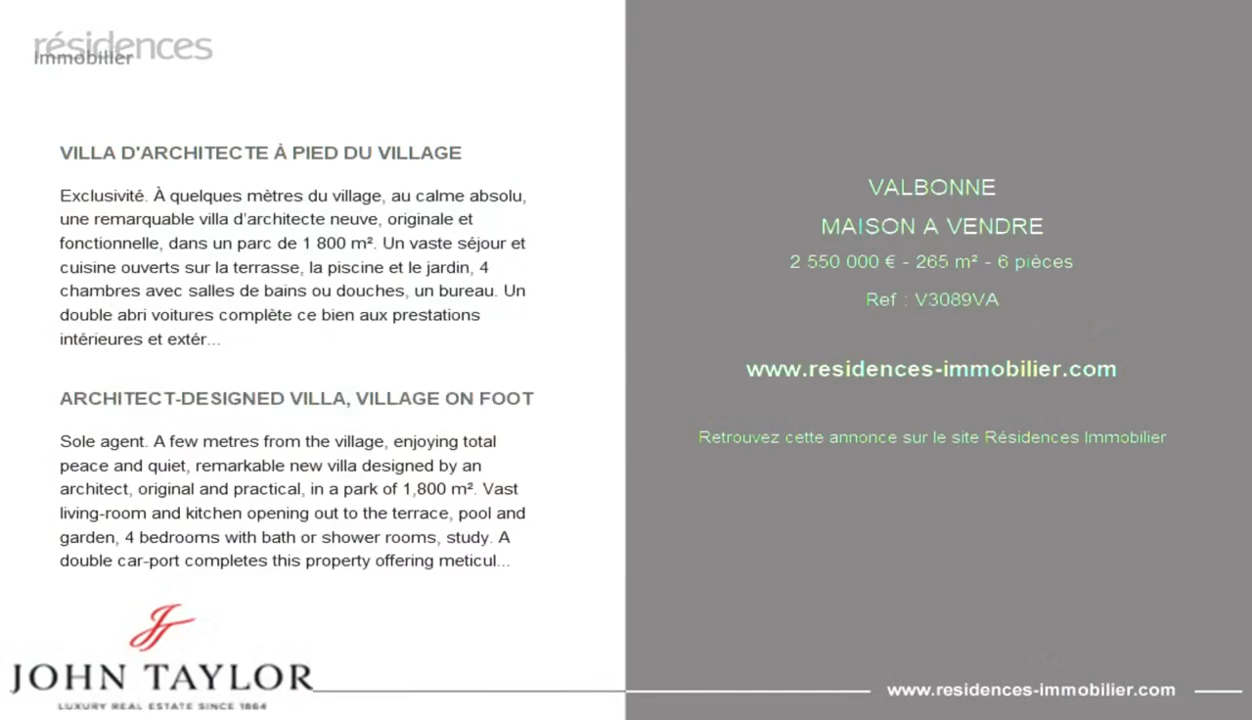 résidences
immobilier
VILLA D'ARCHITECTE À PIED DU VILLAGE
Exclusivité. À quelques mètres du village, au calme absolu,
une remarquable villa d'architecte neuve, originale et
fonctionnelle, dans un parc de 1 800 m². Un vaste séjour et
cuisine ouverts sur la terrasse, la piscine et le jardin, 4
chambres avec salles de bains ou douches, un bureau. Un
double abri voitures complète ce bien aux prestations
intérieures et extér...
ARCHITECT-DESIGNED VILLA, VILLAGE ON FOOT
Sole agent. A few metres from the village, enjoying total
peace and quiet, remarkable new villa designed by an
architect, original and practical, in a park of 1,800 m². Vast
living-room and kitchen opening out to the terrace, pool and
garden, 4 bedrooms with bath or shower rooms, study. A
double car-port completes this property offering meticul...
JOHN TAYLOR
LUXURY REAL ESTATE SINCE 1864
VALBONNE
MAISON A VENDRE
2 550 000 € - 265 m² - 6 pièces
Ref : V3089VA
www.residences-immobilier.com
Retrouvez cette annonce sur le site Résidences Immobilier
www.residences-immobilier.com